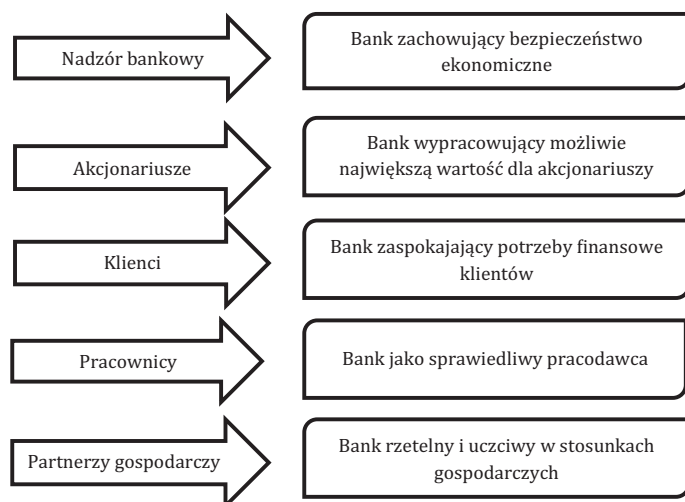 Nadzór bankowy
Bank zachowujący bezpieczeństwo
ekonomiczne
Akcjonariusze
Bank wypracowujący możliwie
największą wartość dla akcjonariuszy
Klienci
Bank zaspokajający potrzeby finansowe
klientów
Pracownicy
Bank jako sprawiedliwy pracodawca
Partnerzy gospodarczy
Bank rzetelny i uczciwy w stosunkach
gospodarczych